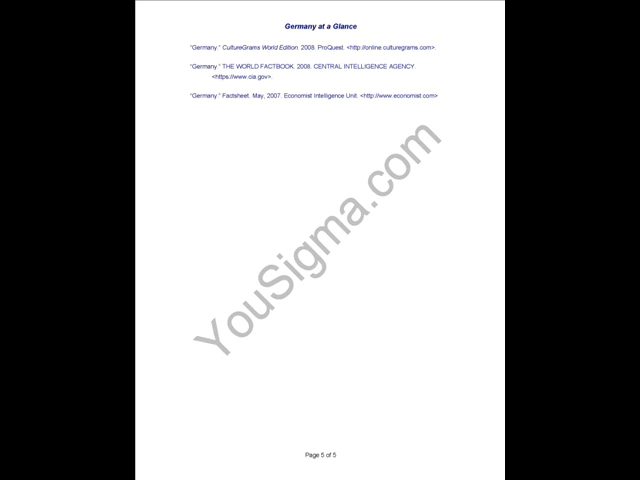 Germany at a Glance
“Germany.” CultureGrams World Edition. 2008. ProQuest. <http://online.culturegrams.com>.
“Germany.” THE WORLD FACTBOOK. 2008. CENTRAL INTELLIGENCE AGENCY.
<https://www.cia.gov>.
“Germany.” Factsheet. May, 2007. Economist Intelligence Unit. <http://www.economist.com>
YouSigma.com
Page 5 of 5